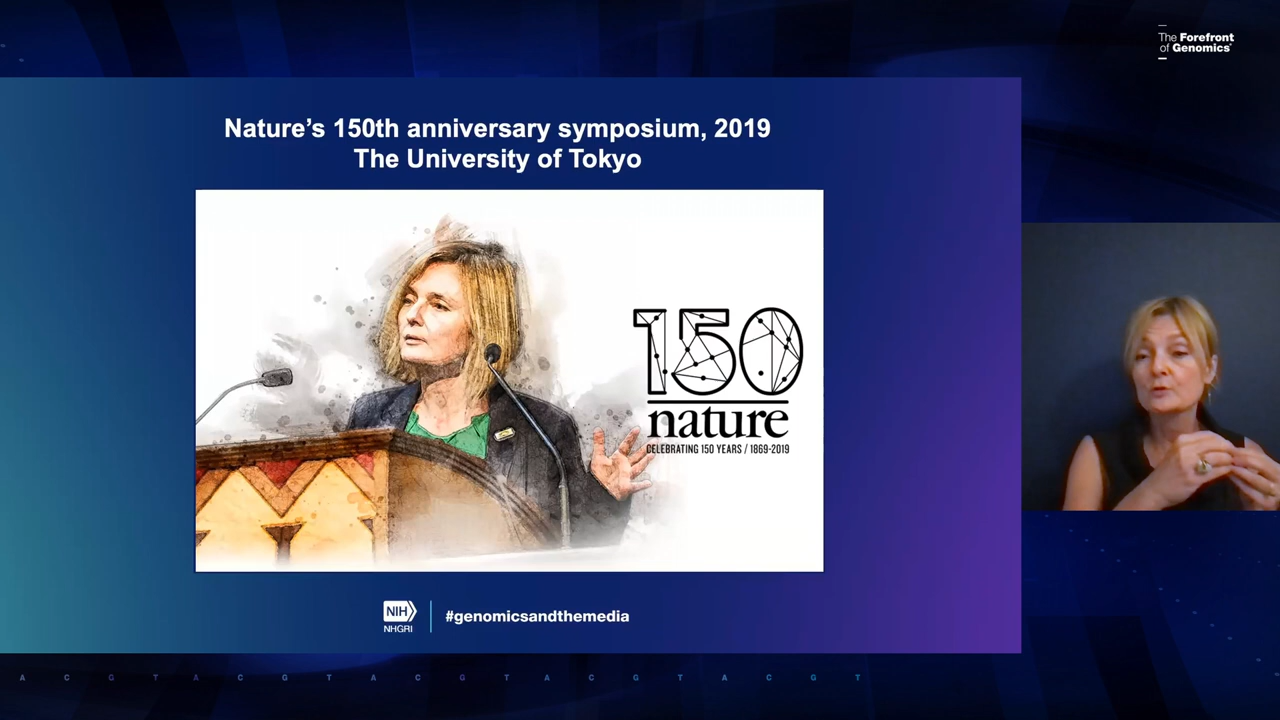 The Forefront
of Genomics®
Nature's 150th anniversary symposium, 2019
The University of Tokyo
150
nature
CELEBRATING 150 YEARS / 1869-2019
NIH
NHGRI
#genomicsandthemedia
A C G T A C G T A C G T A C G T A C G T